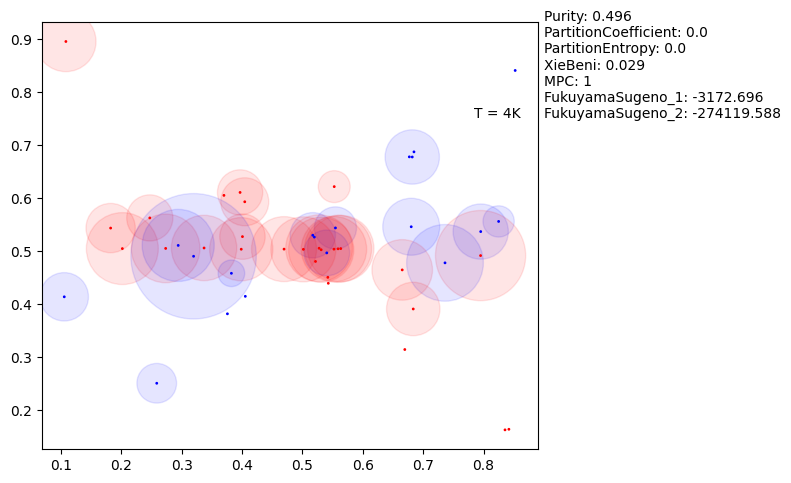 Purity: 0.496
PartitionCoefficient: 0.0
PartitionEntropy: 0.0
XieBeni: 0.029
MPC: 1
FukuyamaSugeno_1: -3172.696
FukuyamaSugeno_2: -274119.588
T = 4K
0.9
0.8
0.7
0.6
0.5
0.4
0.3
0.2
0.1 0.2 0.3 0.4 0.5 0.6 0.7 0.8